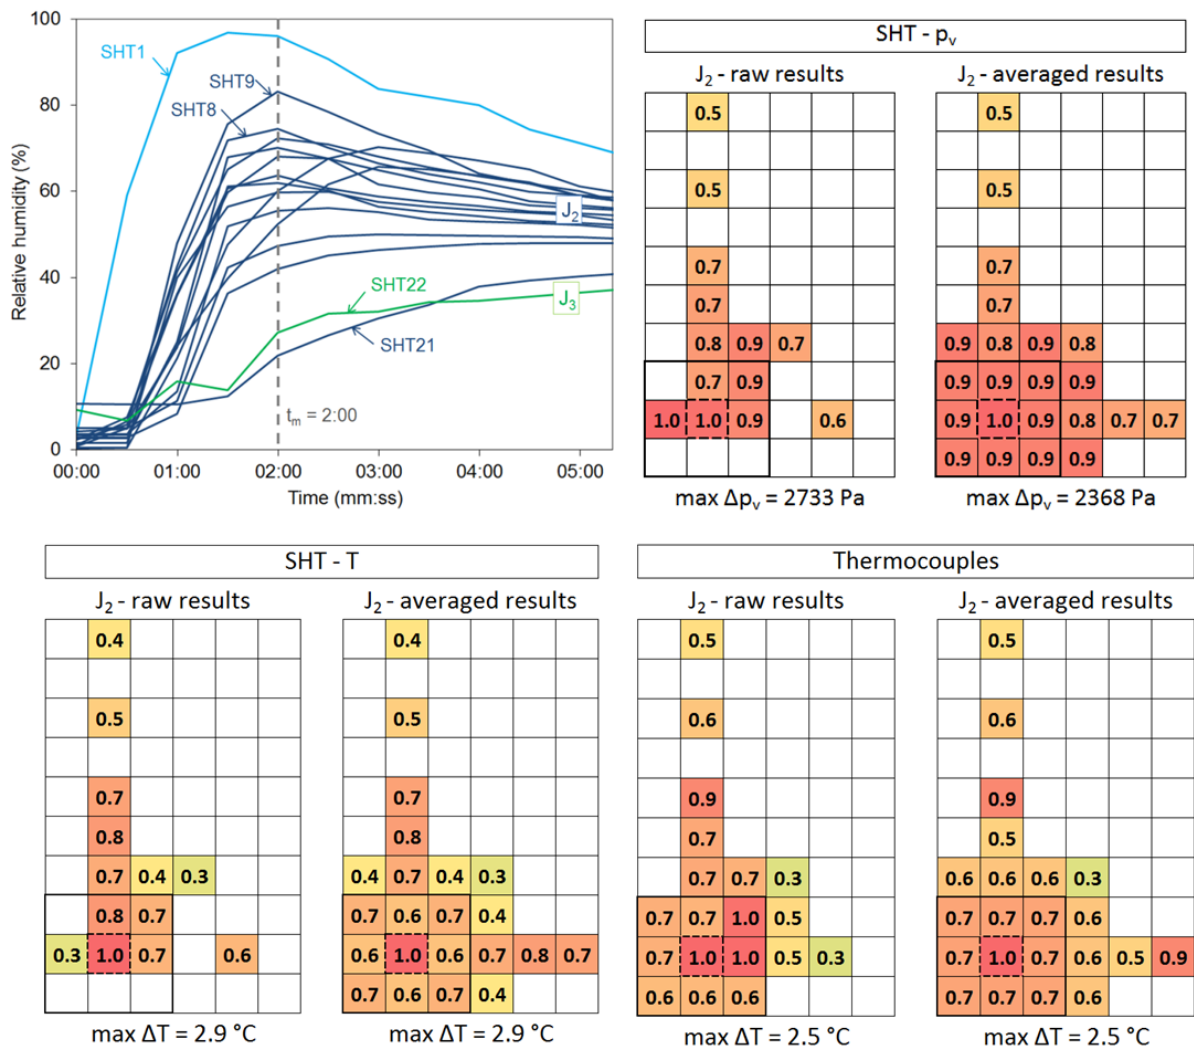 100
80
60
40
20
0
Relative humidity (%)
SHT1
SHT9
SHT8
J2
SHT22
J3
SHT21
tm = 2:00
00:00 01:00 02:00 03:00 04:00 05:00
Time (mm:ss)
SHT - pv
J2 - raw results
0.5
0.5
0.7
0.7
0.8 0.9 0.7
0.7 0.9
1.0 1.0 0.9 0.6
max Δpv = 2733 Pa
J2 - averaged results
0.5
0.5
0.7
0.7
0.9 0.8 0.9 0.8
0.9 0.9 0.9 0.9
0.9 1.0 0.9 0.8 0.7 0.7
0.9 0.9 0.9 0.9
max Δpv = 2368 Pa
SHT - T
J2 - raw results
0.4
0.5
0.7
0.8
0.7 0.4 0.3
0.8 0.7
0.3 1.0 0.7 0.6
max ΔT = 2.9 °C
J2 - averaged results
0.4
0.5
0.7
0.8
0.4 0.7 0.4 0.3
0.7 0.6 0.7 0.4
0.6 1.0 0.6 0.7 0.8 0.7
0.7 0.6 0.7 0.4
max ΔT = 2.9 °C
Thermocouples
J2 - raw results
0.5
0.6
0.9
0.7
0.7 0.7 0.3
0.7 0.7 1.0 0.5
0.7 1.0 1.0 0.5 0.3
0.6 0.6 0.6
max ΔT = 2.5 °C
J2 - averaged results
0.5
0.6
0.9
0.5
0.6 0.6 0.6 0.3
0.7 0.7 0.7 0.6
0.7 1.0 0.7 0.6 0.5 0.9
0.7 0.7 0.7 0.6
max ΔT = 2.5 °C